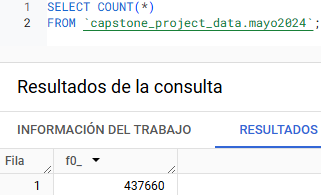 1 SELECT COUNT(*)
2 FROM `capstone_project_data.mayo2024`;
Resultados de la consulta
INFORMACIÓN DEL TRABAJO RESULTADOS
Fila f0_
1 437660